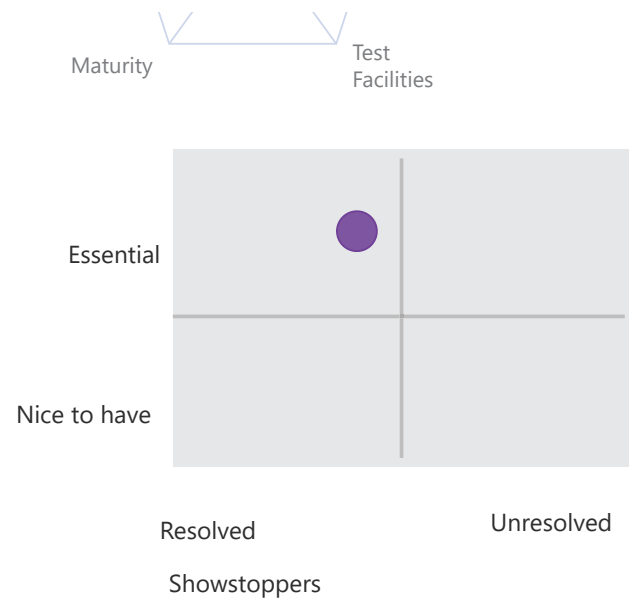 Maturity
Test
Facilities
Essential
Nice to have
Resolved
Unresolved
Showstoppers